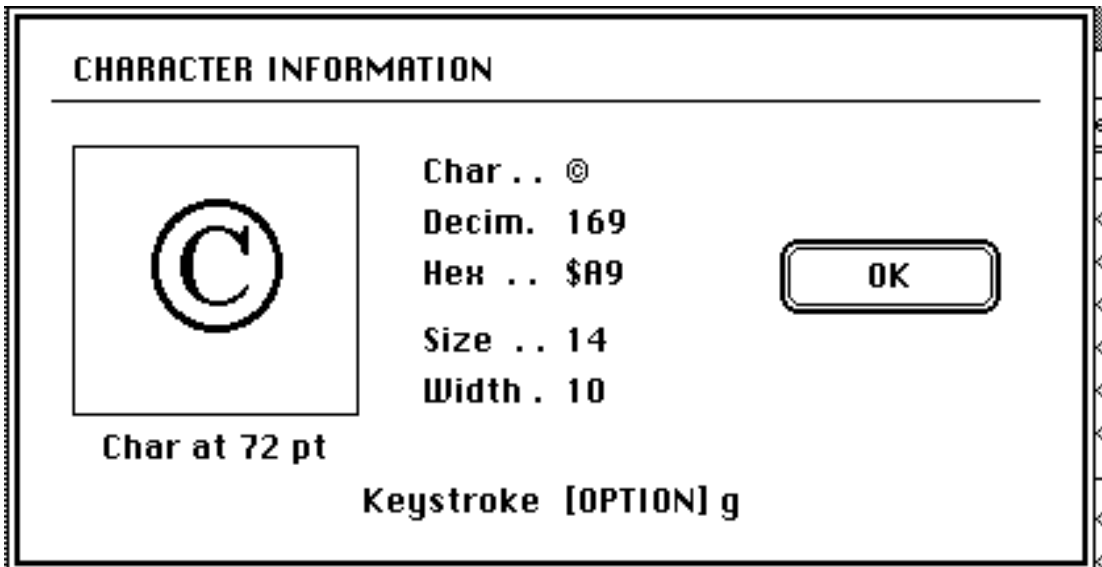 CHARACTER INFORMATION
©
Char at 72 pt
Char . . ©
Decim. 169
Hex . . $A9
Size . . 14
Width . 10
OK
Keystroke [OPTION] g